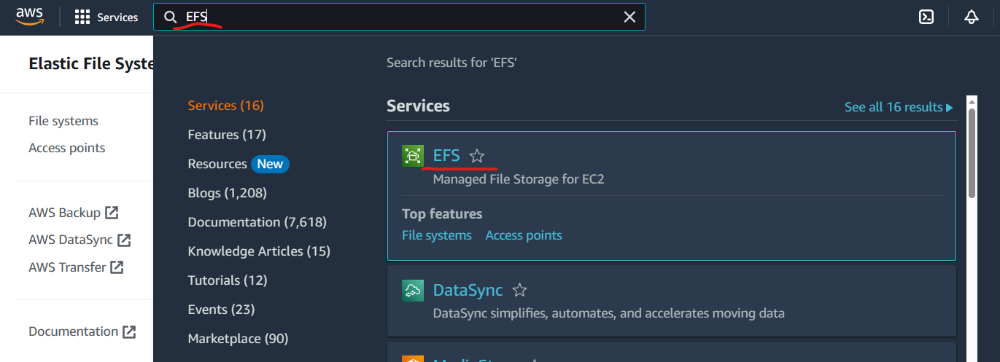 aws
Services
EFS
Elastic File Syste
File systems
Access points
AWS Backup
AWS DataSync
AWS Transfer
Documentation
Search results for 'EFS'
Services (16)
Features (17)
Resources New
Blogs (1,208)
Documentation (7,618)
Knowledge Articles (15)
Tutorials (12)
Events (23)
Marketplace (90)
Services
See all 16 results
EFS
Managed File Storage for EC2
Top features
File systems Access points
DataSync
DataSync simplifies, automates, and accelerates moving data